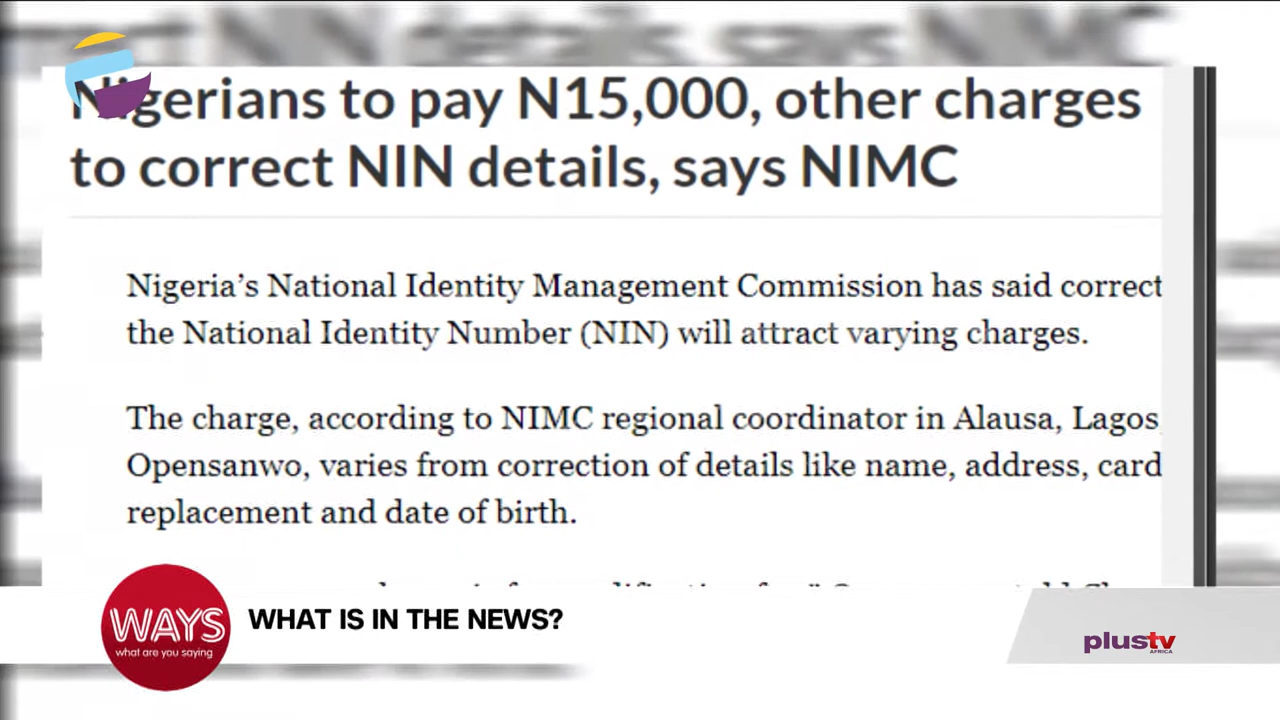 Nigerians to pay N15,000, other charges
to correct NIN details, says NIMC
Nigeria's National Identity Management Commission has said correct
the National Identity Number (NIN) will attract varying charges.
The charge, according to NIMC regional coordinator in Alausa, Lagos
Opensanwo, varies from correction of details like name, address, card
replacement and date of birth.
WAYS
what are you saying
WHAT IS IN THE NEWS?
plustv
AFRICA